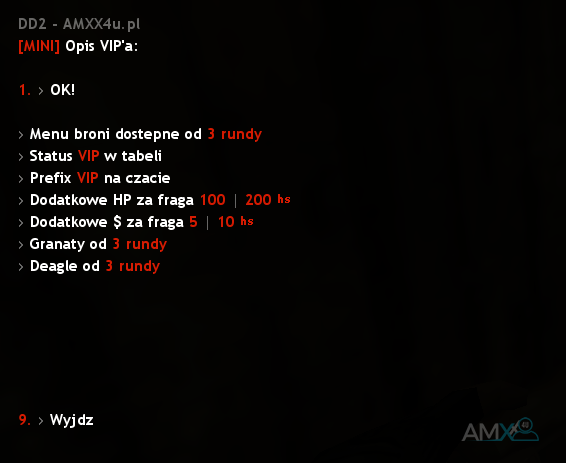 DD2 - AMXX4u.pl
[MINI] Opis VIP'a:
1. > OK!
> Menu broni dostepne od 3 rundy
> Status VIP w tabeli
> Prefix VIP na czacie
> Dodatkowe HP za fraga 100 | 200 hs
> Dodatkowe $ za fraga 5 | 10 hs
> Granaty od 3 rundy
> Deagle od 3 rundy
9. > Wyjdz
AMXX 4U